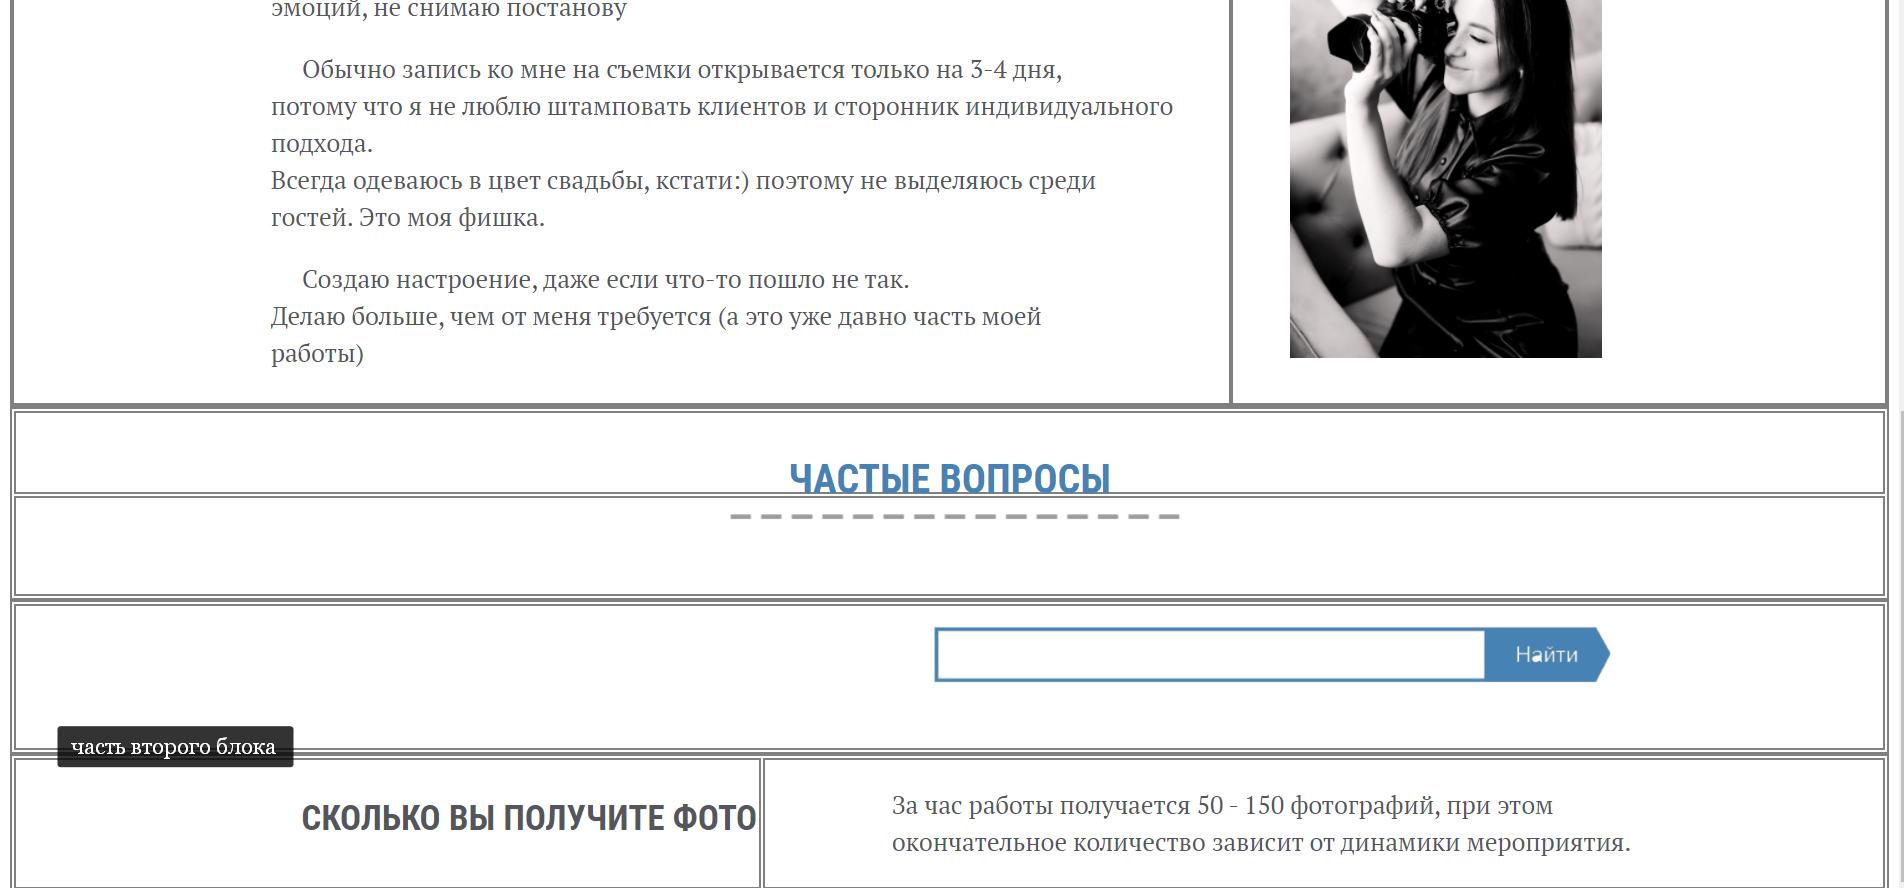 эмоций, не снимаю постанову
Обычно запись ко мне на съемки открывается только на 3-4 дня,
потому что я не люблю штамповать клиентов и сторонник индивидуального
подхода.
Всегда одеваюсь в цвет свадьбы, кстати:) поэтому не выделяюсь среди
гостей. Это моя фишка.
Создаю настроение, даже если что-то пошло не так.
Делаю больше, чем от меня требуется (а это уже давно часть моей
работы)
ЧАСТЫЕ ВОПРОСЫ
Найти
часть второго блока
СКОЛЬКО ВЫ ПОЛУЧИТЕ ФОТО
За час работы получается 50 - 150 фотографий, при этом
окончательное количество зависит от динамики мероприятия.